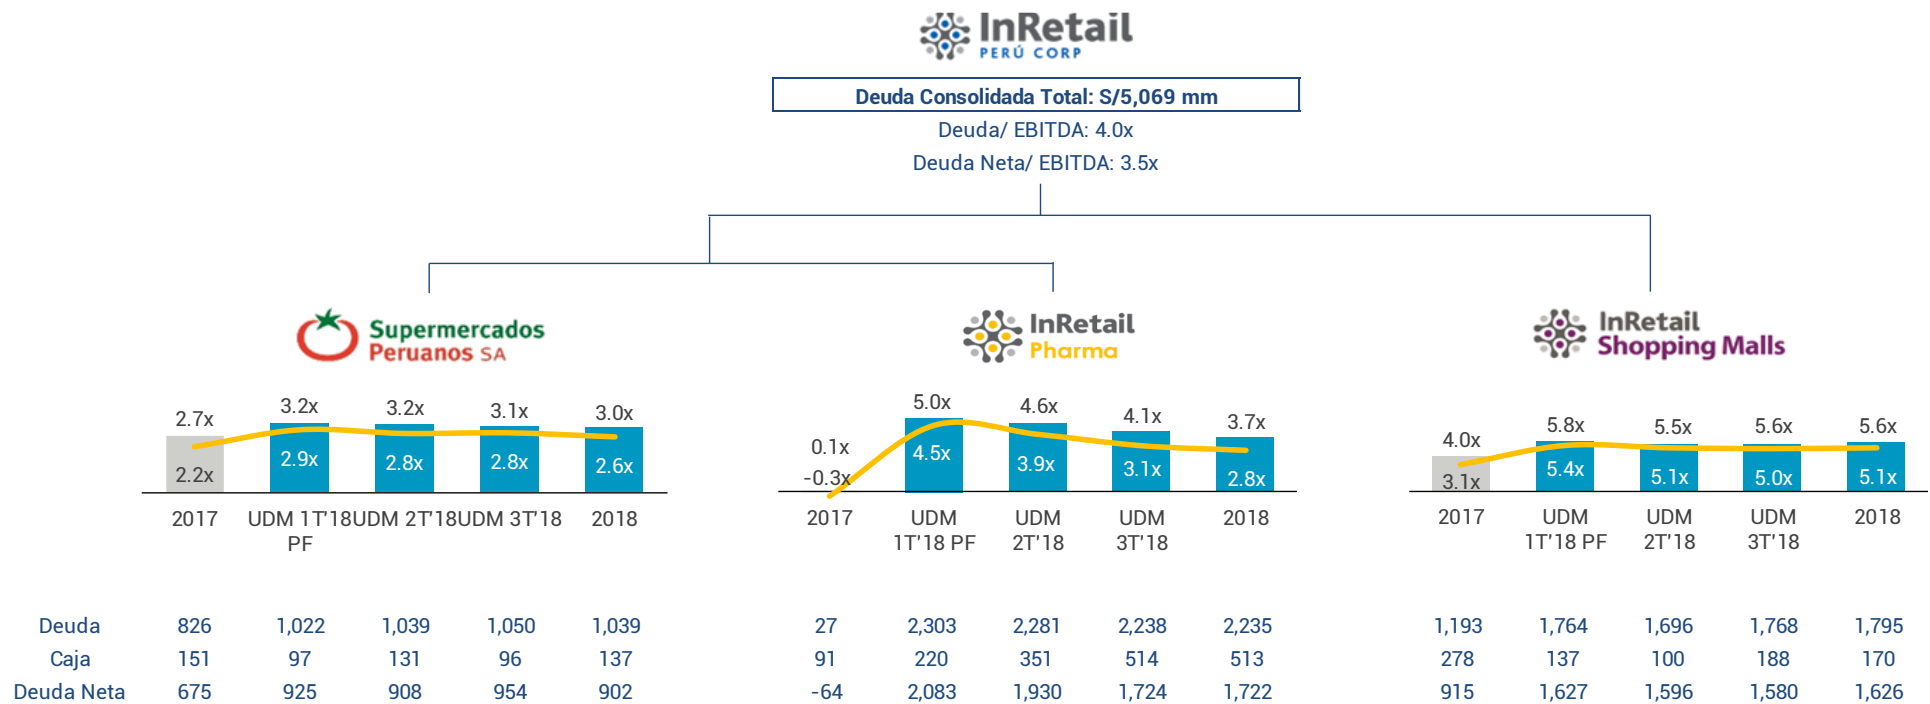 InRetail
PERÚ CORP
Deuda Consolidada Total: S/5,069 mm
Deuda/ EBITDA: 4.0x
Deuda Neta/ EBITDA: 3.5x
Supermercados
Peruanos SA
2.7x 3.2x 3.2x 3.1x 3.0x
2.2x 2.9x 2.8x 2.8x 2.6x
2017 UDM 1T'18 PF UDM 2T'18 UDM 3T'18 2018
InRetail
Pharma
0.1x 5.0x 4.6x 4.1x 3.7x
-0.3x 4.5x 3.9x 3.1x 2.8x
2017 UDM 1T'18 PF UDM 2T'18 UDM 3T'18 2018
InRetail
Shopping Malls
4.0x 5.8x 5.5x 5.6x 5.6x
3.1x 5.4x 5.1x 5.0x 5.1x
2017 UDM 1T'18 PF UDM 2T'18 UDM 3T'18 2018
Deuda 826 1,022 1,039 1,050 1,039 27 2,303 2,281 2,238 2,235 1,193 1,764 1,696 1,768 1,795
Caja 151 97 131 96 137 91 220 351 514 513 278 137 100 188 170
Deuda Neta 675 925 908 954 902 -64 2,083 1,930 1,724 1,722 915 1,627 1,596 1,580 1,626